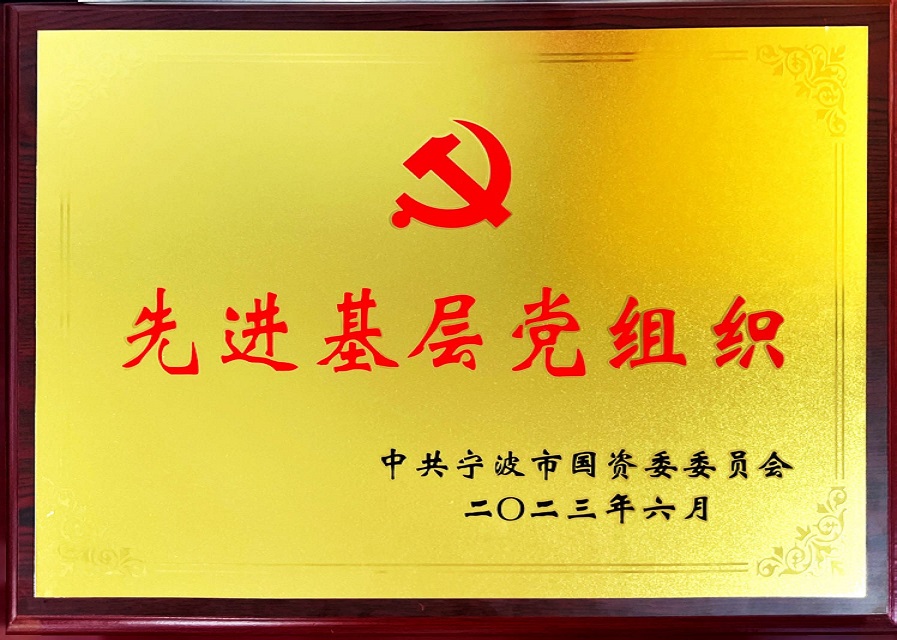 先进基层党组织
中共宁波市国资委委员会
二〇二三年六月